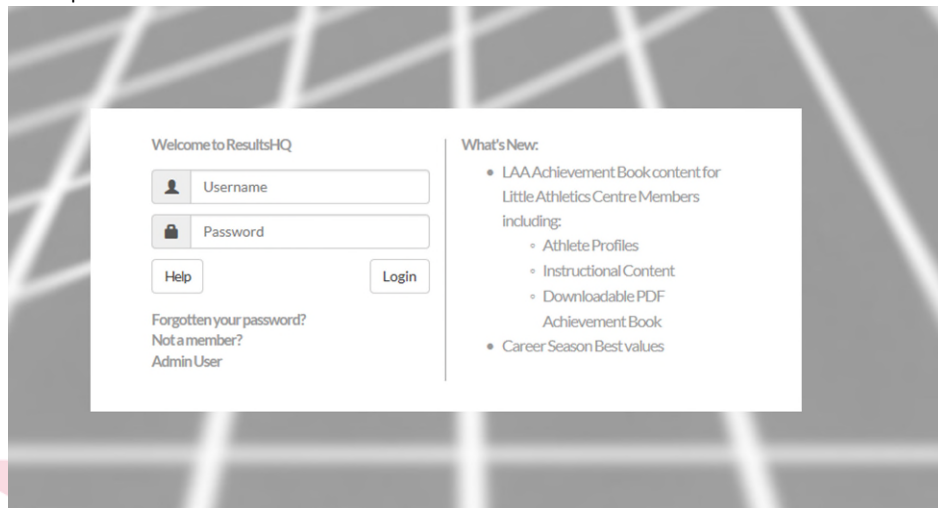 Welcome to ResultsHQ
Username
Password
Help
Login
Forgotten your password?
Not a member?
Admin User
What's New:
LAA Achievement Book content for
Little Athletics Centre Members
including:
Athlete Profiles
Instructional Content
Downloadable PDF
Achievement Book
Career Season Best values